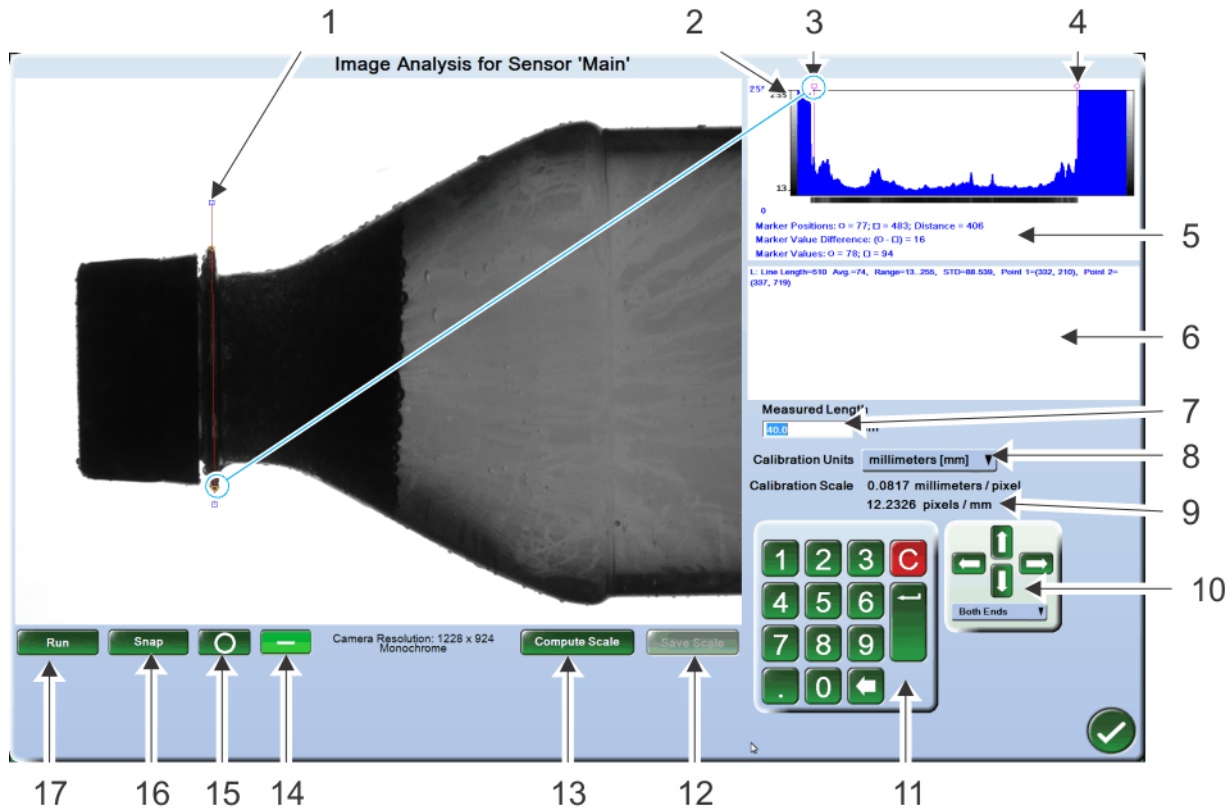 1 2 3 4
Image Analysis for Sensor 'Main'
255
13.
0
Marker Positions: O = 77; □ = 483; Distance = 406
Marker Value Difference: (O - □) = 16
Marker Values: O = 78; □ = 94
5
L: Line Length=510 Avg.=74, Range=13..255, STD=88.539, Point 1=(332, 210), Point 2=
(337, 719)
6
Measured Length
40.0
7
Calibration Units millimeters [mm]
8
Calibration Scale 0.0817 millimeters / pixel
12.2326 pixels / mm
9
1 2 3 C
4 5 6
7 8 9
. 0
Both Ends
10
Run Snap Camera Resolution: 1228 x 924 Compute Scale Save Scale
Monochrome
17 16 15 14 13 12 11